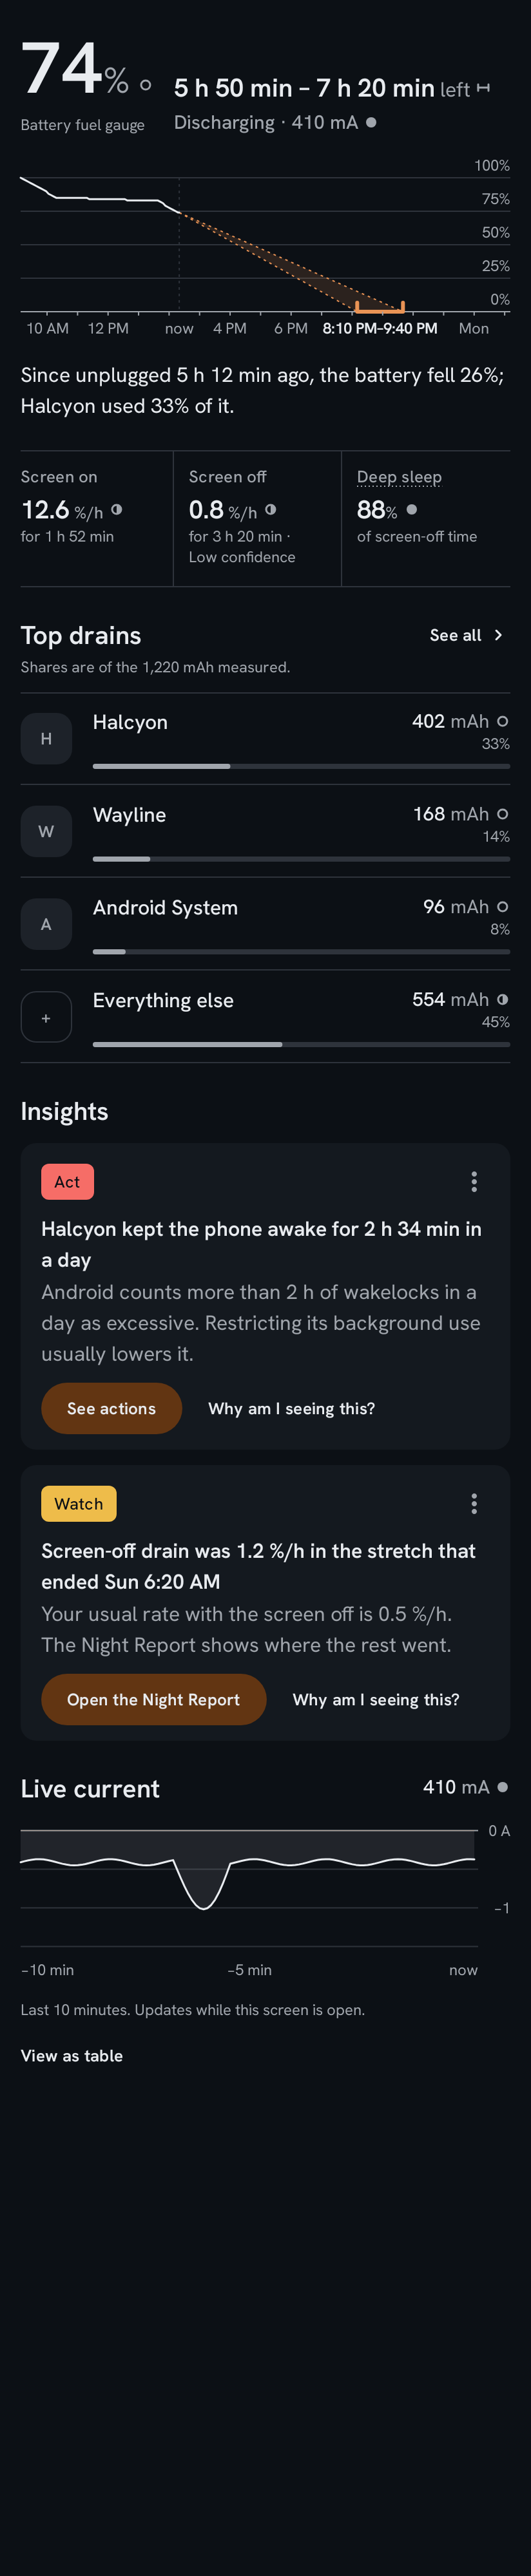 74%
5 h 50 min – 7 h 20 min left
Battery fuel gauge
Discharging · 410 mA
100%
75%
50%
25%
0%
10 AM 12 PM now 4 PM 6 PM 8:10 PM–9:40 PM Mon
Since unplugged 5 h 12 min ago, the battery fell 26%;
Halcyon used 33% of it.
Screen on
12.6 %/h
for 1 h 52 min
Screen off
0.8 %/h
for 3 h 20 min ·
Low confidence
Deep sleep
88%
of screen-off time
Top drains
See all
Shares are of the 1,220 mAh measured.
H
Halcyon
402 mAh
33%
W
Wayline
168 mAh
14%
A
Android System
96 mAh
8%
+
Everything else
554 mAh
45%
Insights
Act
Halcyon kept the phone awake for 2 h 34 min in
a day
Android counts more than 2 h of wakelocks in a
day as excessive. Restricting its background use
usually lowers it.
See actions
Why am I seeing this?
Watch
Screen-off drain was 1.2 %/h in the stretch that
ended Sun 6:20 AM
Your usual rate with the screen off is 0.5 %/h.
The Night Report shows where the rest went.
Open the Night Report
Why am I seeing this?
Live current
410 mA
0 A
−1
−10 min −5 min now
Last 10 minutes. Updates while this screen is open.
View as table